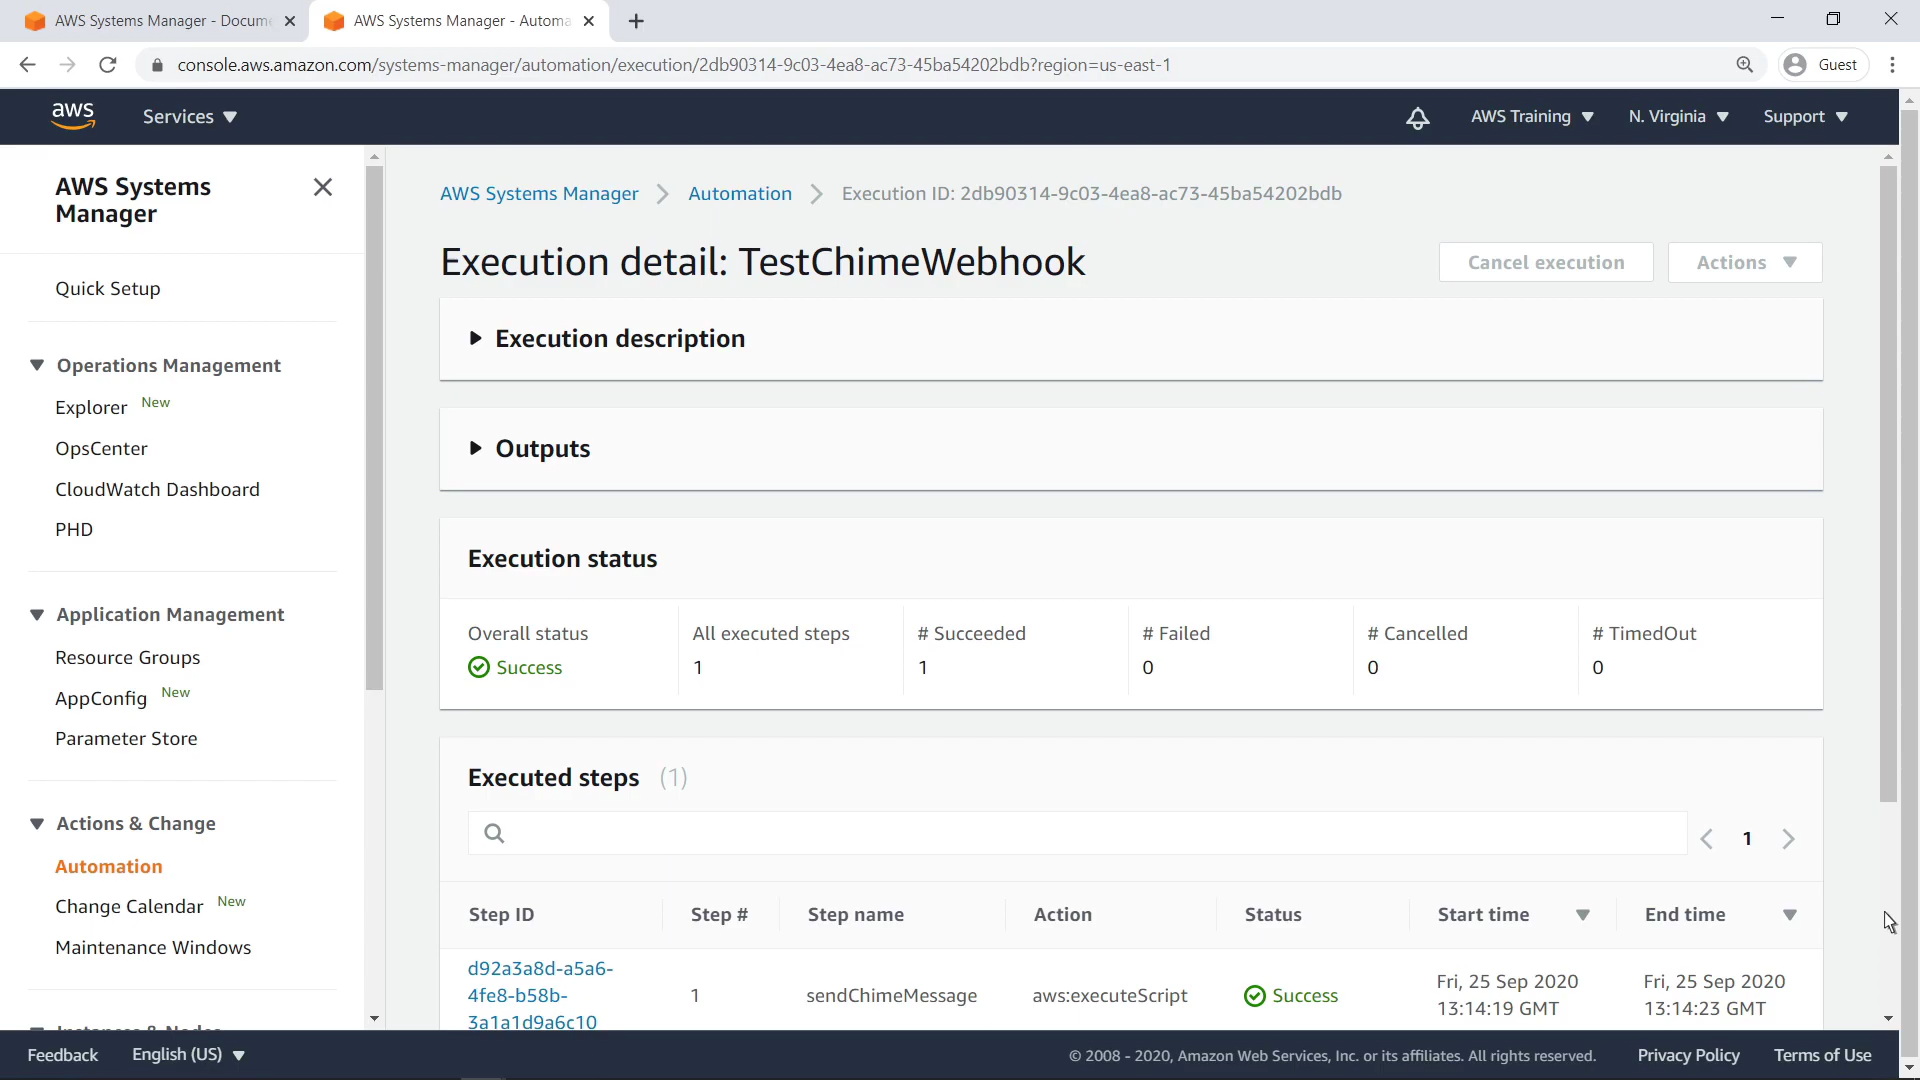 AWS Systems Manager - Docume
AWS Systems Manager - Automa
console.aws.amazon.com/systems-manager/automation/execution/2db90314-9c03-4ea8-ac73-45ba54202bdb?region=us-east-1
Guest
aws
Services
AWS Training
N. Virginia
Support
AWS Systems
Manager
Quick Setup
Operations Management
Explorer New
OpsCenter
CloudWatch Dashboard
PHD
Application Management
Resource Groups
AppConfig New
Parameter Store
Actions & Change
Automation
Change Calendar New
Maintenance Windows
Instances & Nodes
AWS Systems Manager
Automation
Execution ID: 2db90314-9c03-4ea8-ac73-45ba54202bdb
Execution detail: TestChimeWebhook
Cancel execution
Actions
Execution description
Outputs
Execution status
Overall status All executed steps # Succeeded # Failed # Cancelled # TimedOut
Success 1 1 0 0 0
Executed steps (1)
1
Step ID Step # Step name Action Status Start time End time
d92a3a8d-a5a6-
4fe8-b58b-
3a1a1d9a6c10
1
sendChimeMessage
aws:executeScript
Success
Fri, 25 Sep 2020
13:14:19 GMT
Fri, 25 Sep 2020
13:14:23 GMT
Feedback
English (US)
© 2008 - 2020, Amazon Web Services, Inc. or its affiliates. All rights reserved.
Privacy Policy
Terms of Use